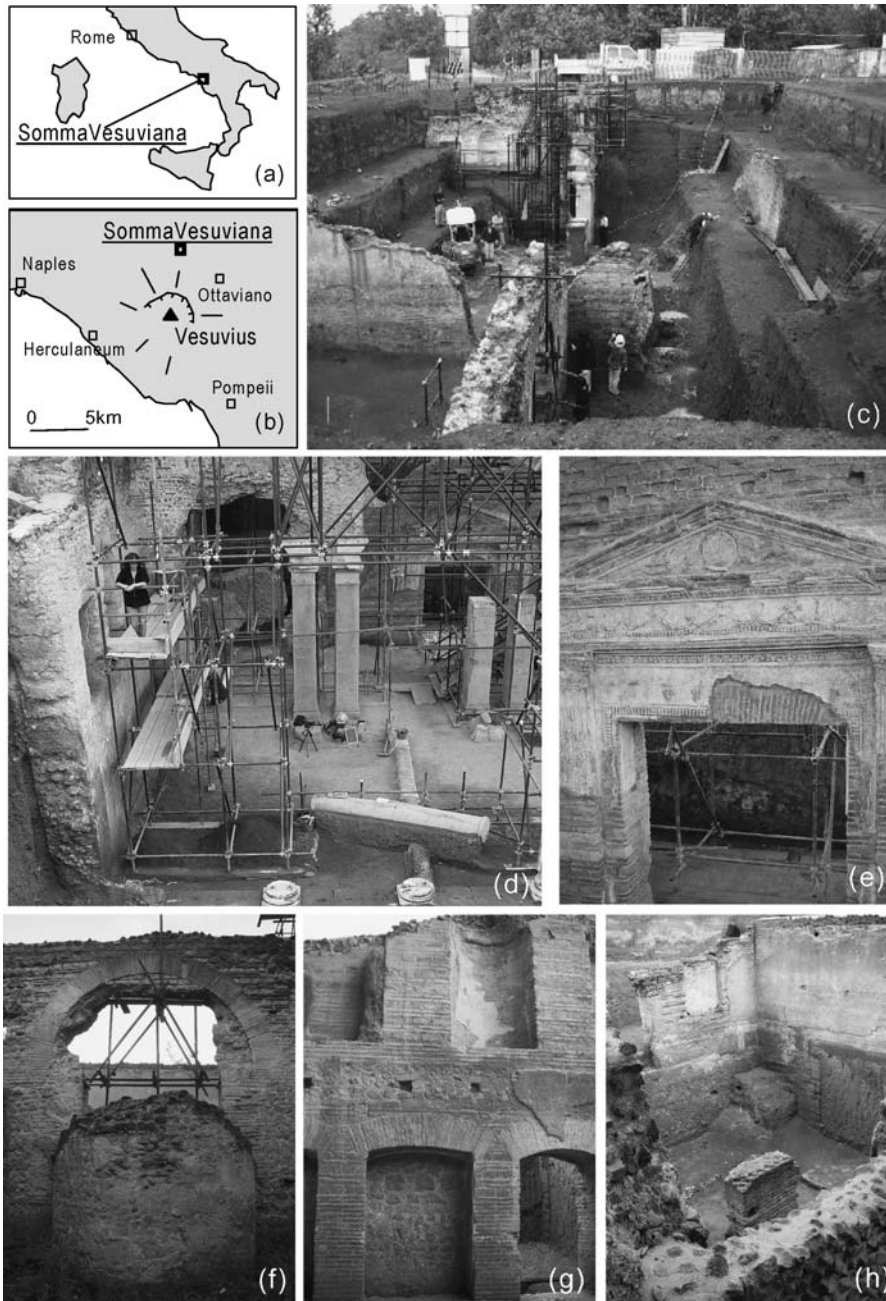 Rome
SommaVesuviana
(a)
SommaVesuviana
Naples
Ottaviano
Vesuvius
Herculaneum
Pompeii
0 5km
(b)
(c)
(d)
(e)
(f)
(g)
(h)